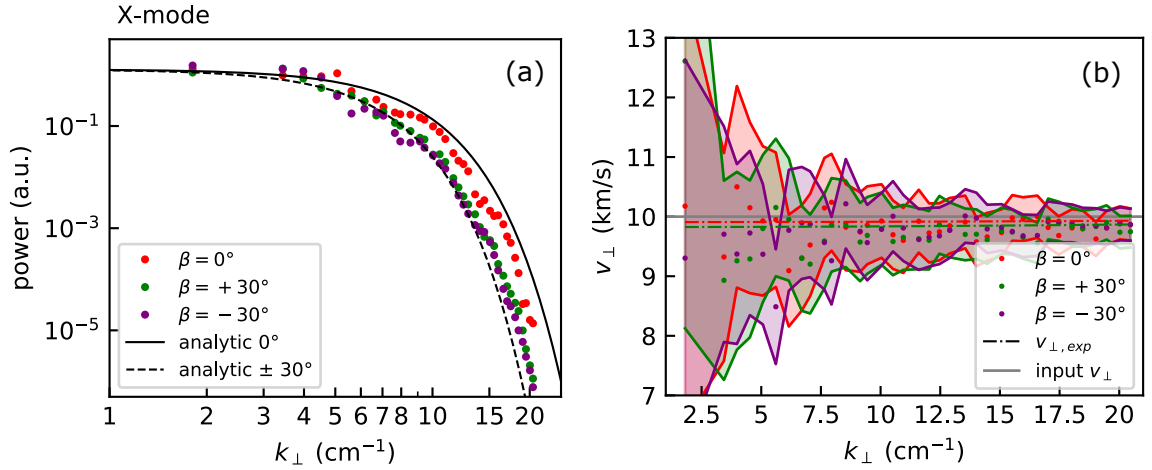 X-mode
(a)
power (a.u.)
10⁻¹
10⁻³
10⁻⁵
β = 0°
β = +30°
β = −30°
analytic 0°
analytic ± 30°
1 2 3 4 5 6 7 8 10 15 20
k⊥ (cm⁻¹)
(b)
v⊥ (km/s)
13
12
11
10
9
8
7
β = 0°
β = +30°
β = −30°
v⊥,exp
input v⊥
2.5 5 7.5 10 12.5 15 17.5 20
k⊥ (cm⁻¹)